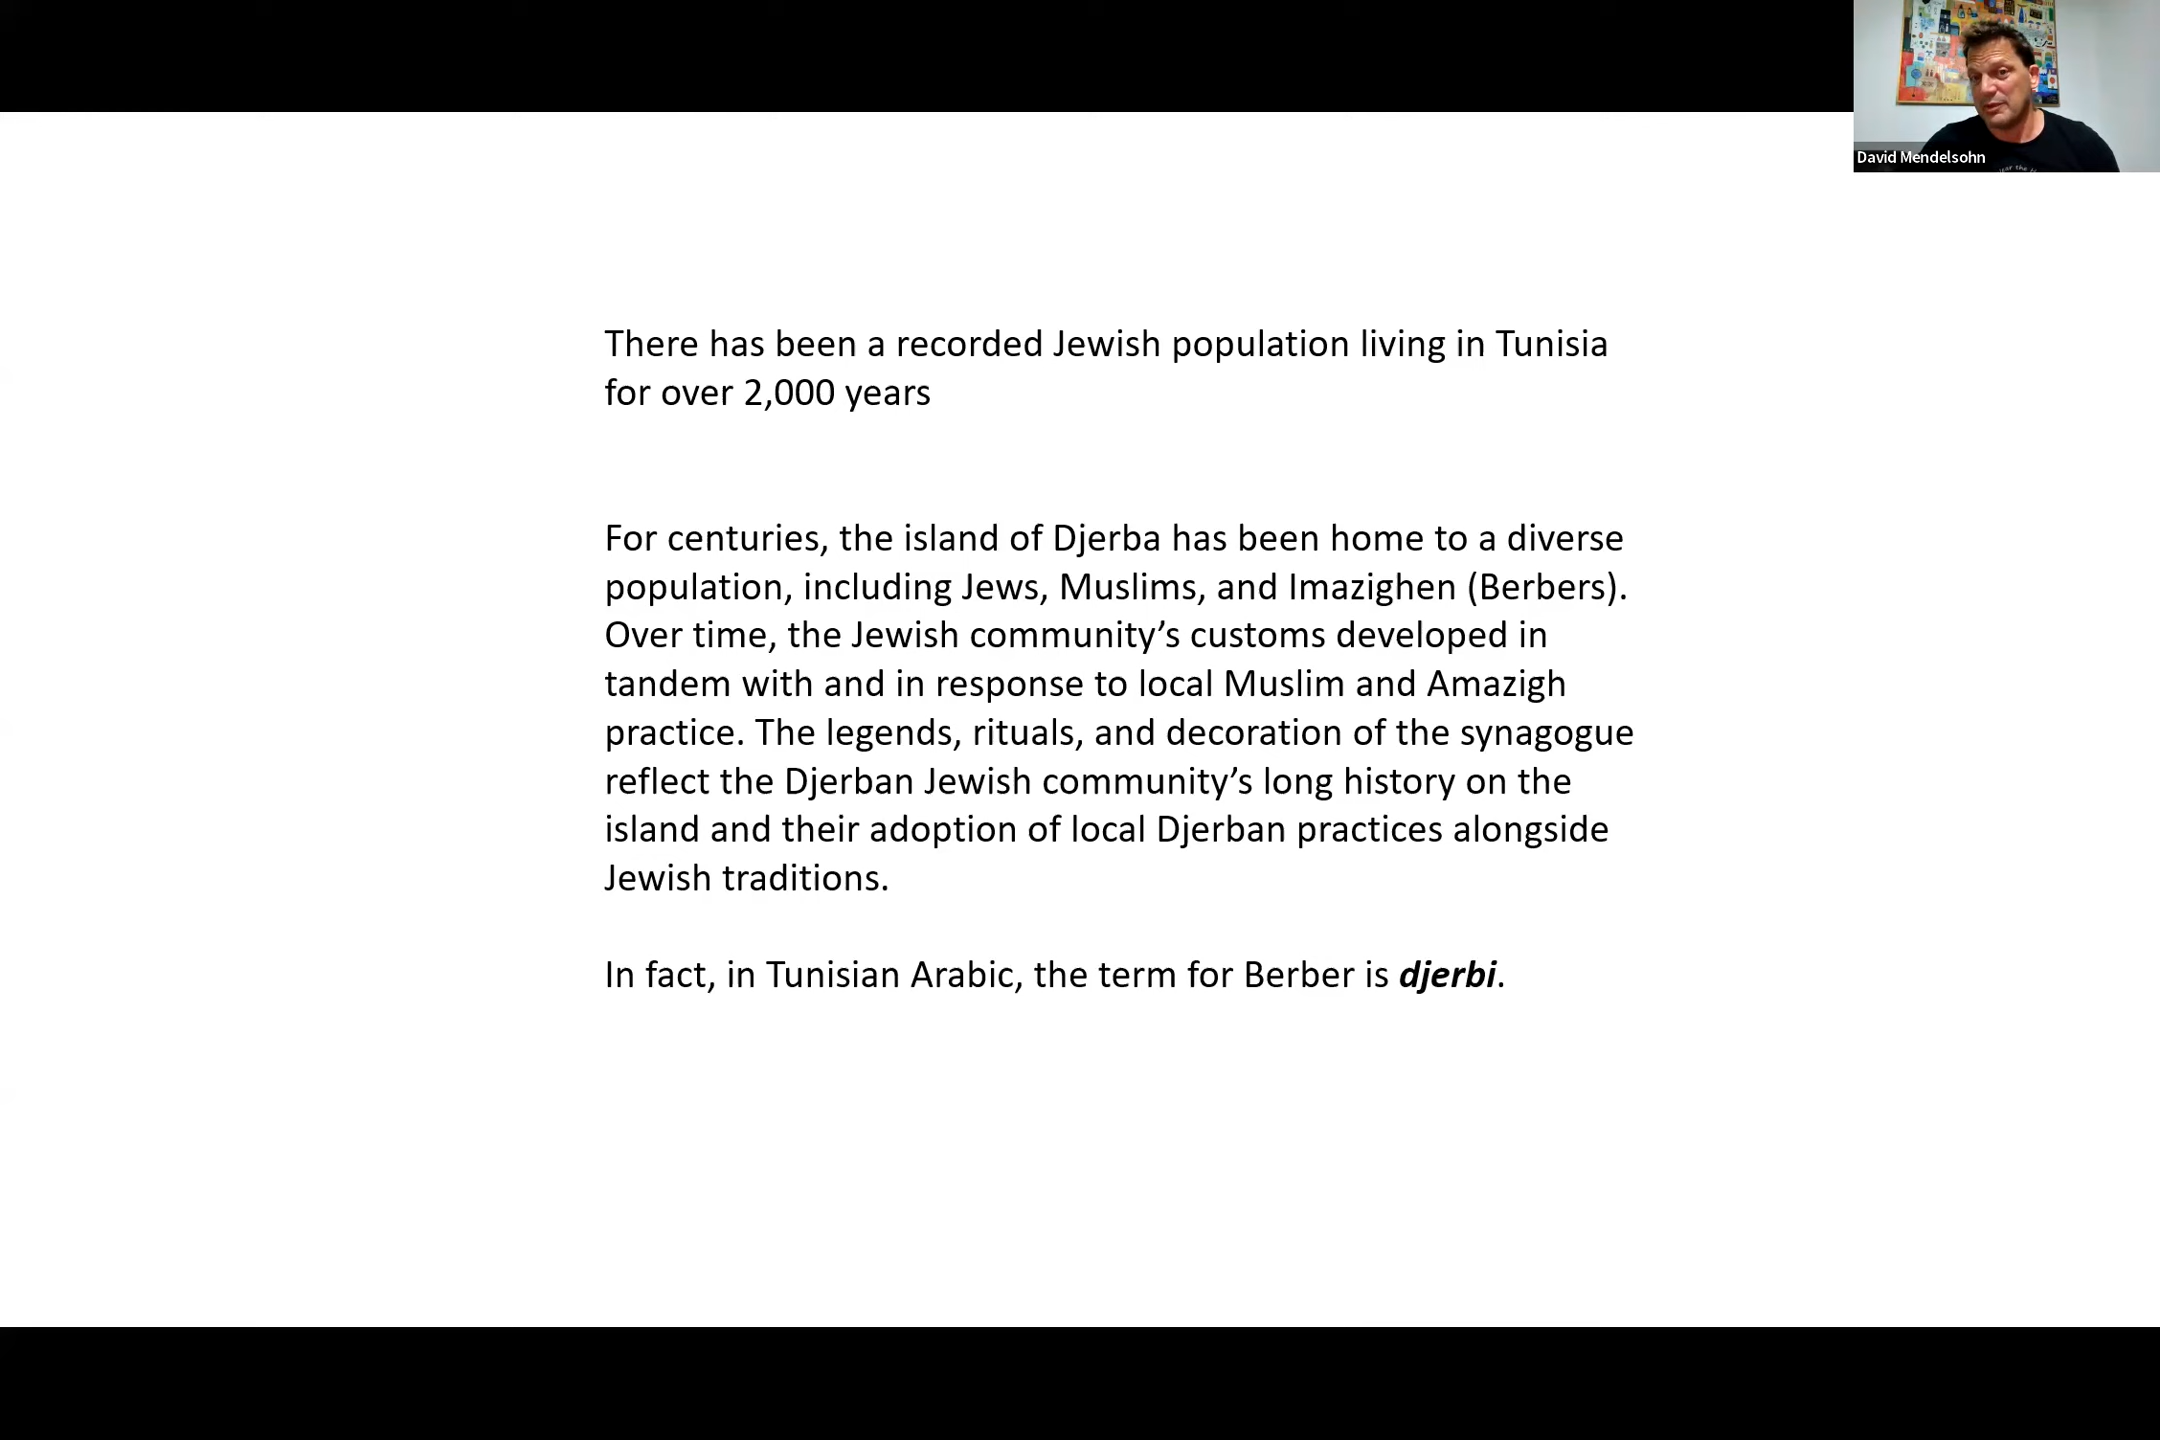 David Mendelsohn
There has been a recorded Jewish population living in Tunisia
for over 2,000 years
For centuries, the island of Djerba has been home to a diverse
population, including Jews, Muslims, and Imazighen (Berbers).
Over time, the Jewish community’s customs developed in
tandem with and in response to local Muslim and Amazigh
practice. The legends, rituals, and decoration of the synagogue
reflect the Djerban Jewish community’s long history on the
island and their adoption of local Djerban practices alongside
Jewish traditions.
In fact, in Tunisian Arabic, the term for Berber is djerbi.